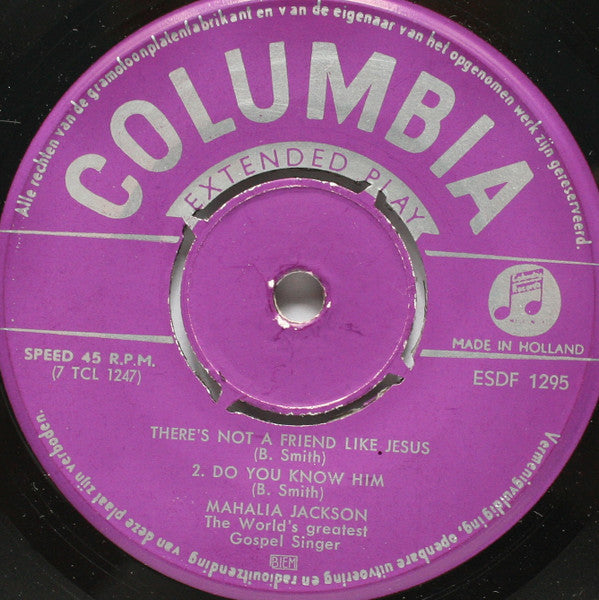 Alle rechten van de gramofoonplatenfabrikant en van de eigenaar van het opgenomen werk zijn gereserveerd.
COLUMBIA
EXTENDED PLAY
Columbia
Records
MADE IN HOLLAND
SPEED 45 R.P.M.
(7 TCL 1247)
ESDF 1295
THERE'S NOT A FRIEND LIKE JESUS
(B. Smith)
2. DO YOU KNOW HIM
(B. Smith)
MAHALIA JACKSON
The World's greatest
Gospel Singer
BIEM
Vermenigvuldiging, openbare uitvoering en radiouitzending van deze plaat zijn verboden.